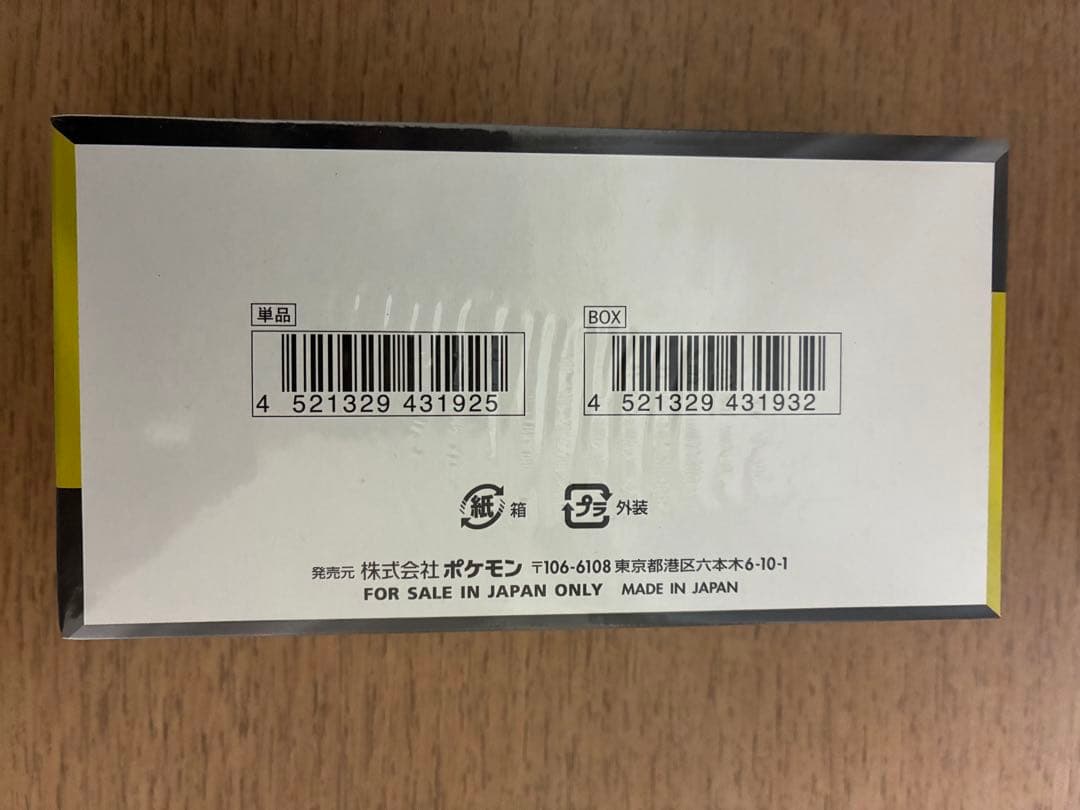 単品
BOX
4 521329 431925
4 521329 431932
紙 箱
プラ 外装
発売元 株式会社 ポケモン 〒106-6108 東京都港区六本木6-10-1
FOR SALE IN JAPAN ONLY MADE IN JAPAN